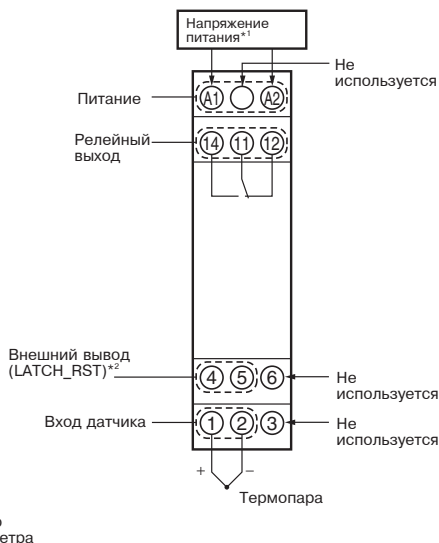 Напряжение
питания*1
Не
используется
A1
A2
Питание
Релейный
выход
14
11
12
Внешний вывод
(LATCH_RST)*2
4
5
6
Не
используется
Вход датчика
1
2
3
Не
используется
+
−
Термопара
етра